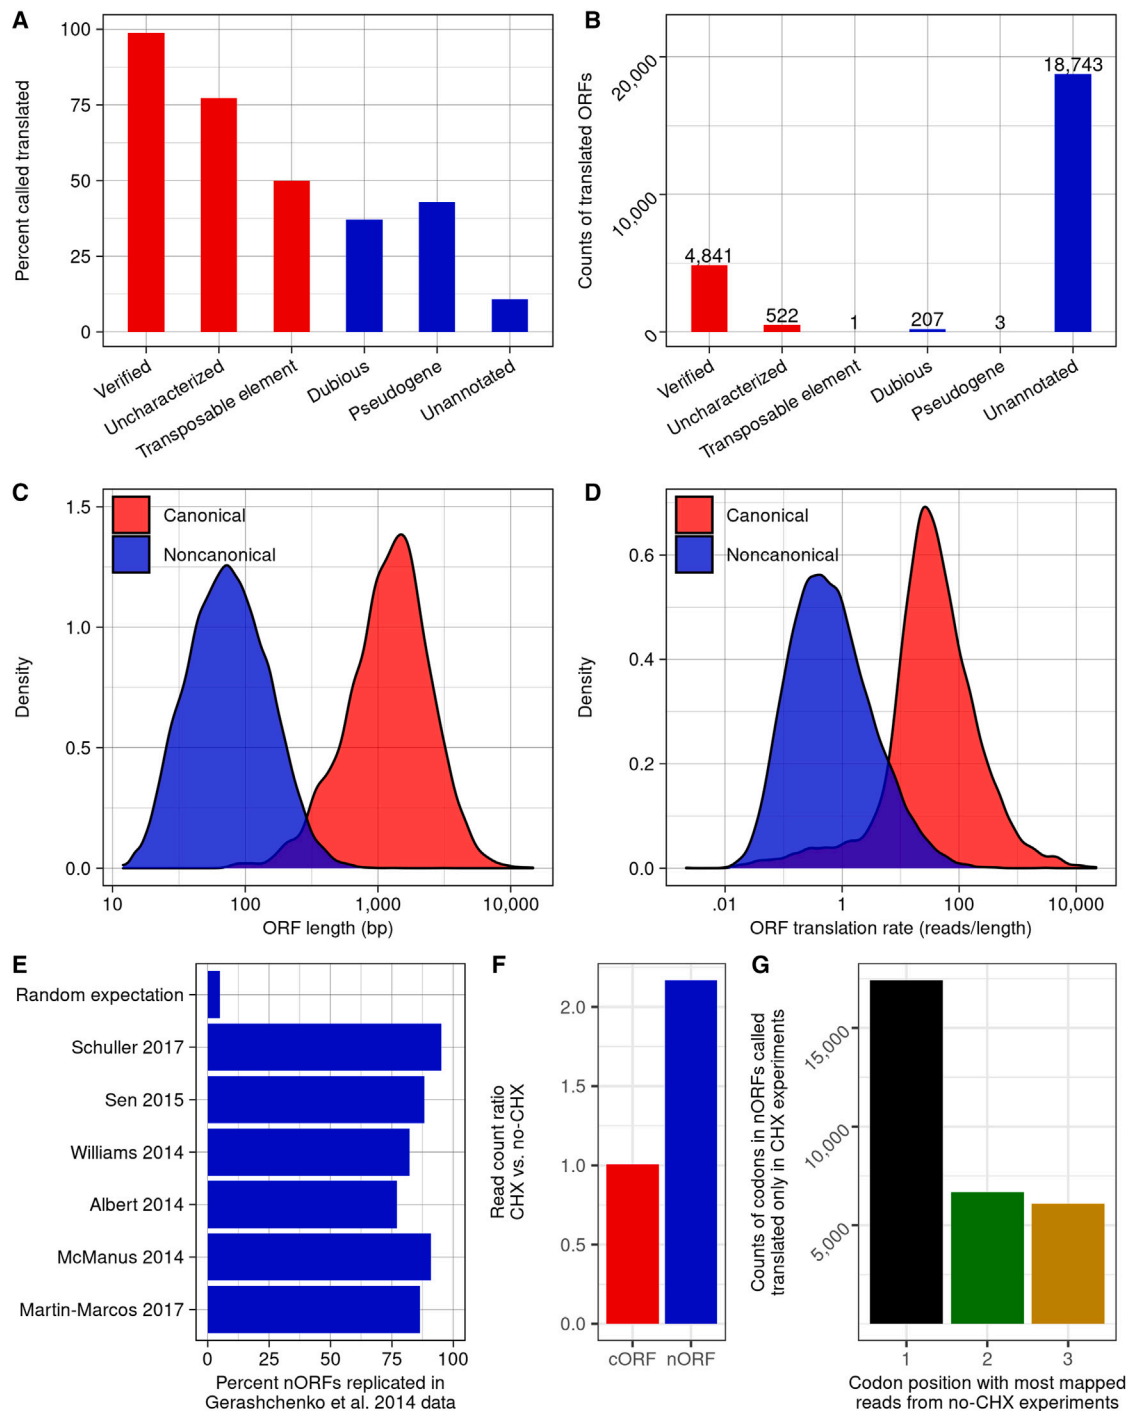 A
Percent called translated
100
75
50
25
0
Verified
Uncharacterized
Transposable element
Dubious
Pseudogene
Unannotated
B
Counts of translated ORFs
20,000
10,000
0
4,841
522
1
207
3
18,743
Verified
Uncharacterized
Transposable element
Dubious
Pseudogene
Unannotated
C
Density
1.5
1.0
0.5
0.0
Canonical
Noncanonical
10
100
1,000
10,000
ORF length (bp)
D
Density
0.6
0.4
0.2
0.0
Canonical
Noncanonical
.01
1
100
10,000
ORF translation rate (reads/length)
E
Random expectation
Schuller 2017
Sen 2015
Williams 2014
Albert 2014
McManus 2014
Martin-Marcos 2017
0
25
50
75
100
Percent nORFs replicated in
Gerashchenko et al. 2014 data
F
Read count ratio
CHX vs. no-CHX
2.0
1.5
1.0
0.5
0.0
cORF
nORF
G
Counts of codons in nORFs called
translated only in CHX experiments
15,000
10,000
5,000
1
2
3
Codon position with most mapped
reads from no-CHX experiments